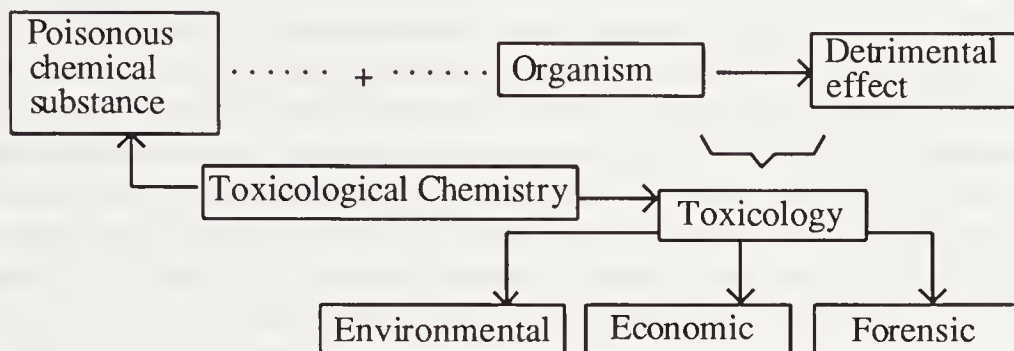 Poisonous
chemical
substance
+
Organism
Detrimental
effect
Toxicological Chemistry
Toxicology
Environmental
Economic
Forensic